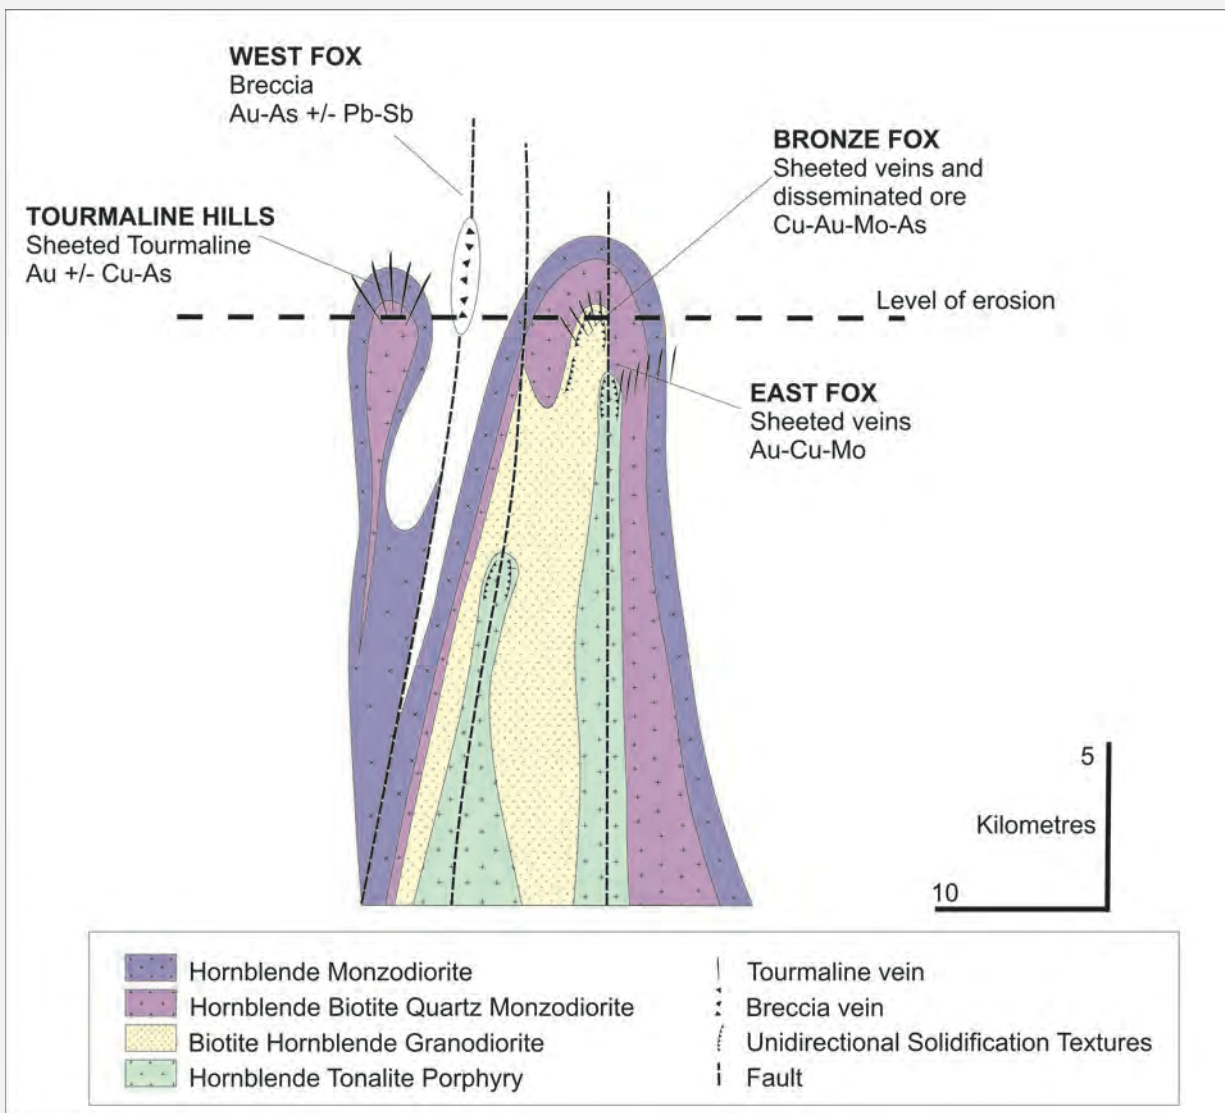 WEST FOX
Breccia
Au-As +/- Pb-Sb
BRONZE FOX
Sheeted veins and
disseminated ore
Cu-Au-Mo-As
TOURMALINE HILLS
Sheeted Tourmaline
Au +/- Cu-As
Level of erosion
EAST FOX
Sheeted veins
Au-Cu-Mo
5
Kilometres
10
Hornblende Monzodiorite
Hornblende Biotite Quartz Monzodiorite
Biotite Hornblende Granodiorite
Hornblende Tonalite Porphyry
Tourmaline vein
Breccia vein
Unidirectional Solidification Textures
Fault